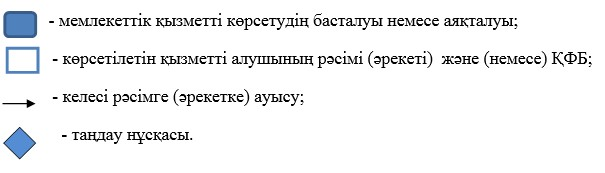 - мемлекеттік қызметті көрсетудің басталуы немесе аяқталуы;
- көрсетілетін қызметті алушының рәсімі (әрекеті) және (немесе) ҚФБ;
- келесі рәсімге (әрекетке) ауысу;
- таңдау нұсқасы.